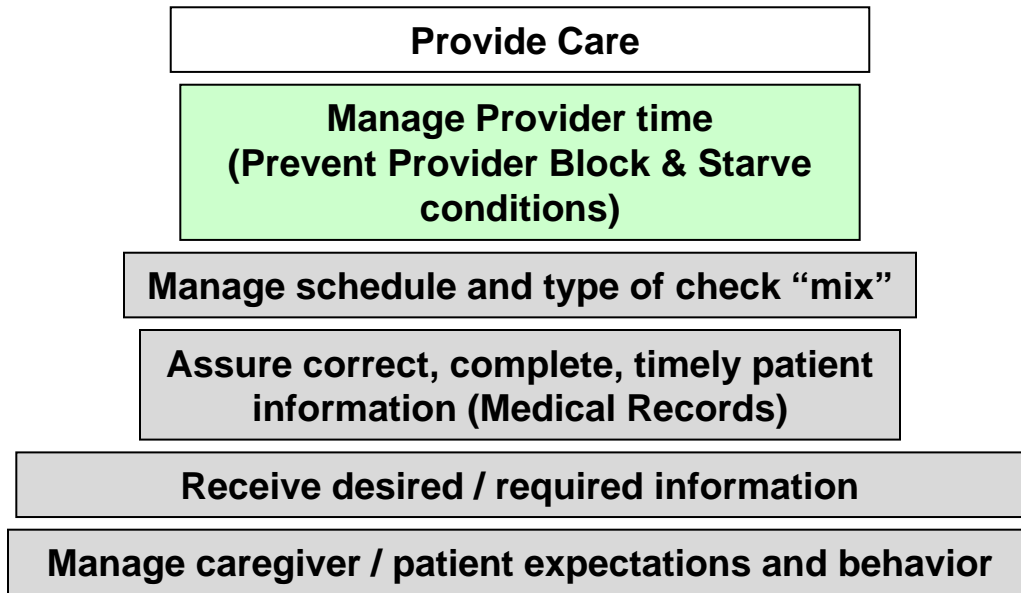 Provide Care
Manage Provider time
(Prevent Provider Block & Starve
conditions)
Manage schedule and type of check “mix”
Assure correct, complete, timely patient
information (Medical Records)
Receive desired / required information
Manage caregiver / patient expectations and behavior